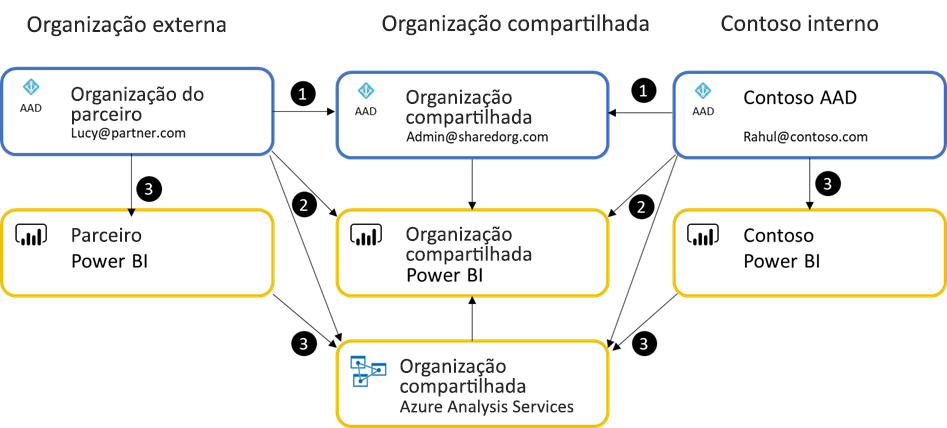 Organização externa
Organização compartilhada
Contoso interno
AAD
Organização do
parceiro
Lucy@partner.com
1
AAD
Organização
compartilhada
Admin@sharedorg.com
1
AAD
Contoso AAD
Rahul@contoso.com
3
2
2
3
Parceiro
Power BI
Organização
compartilhada
Power BI
Contoso
Power BI
3
3
Organização
compartilhada
Azure Analysis Services